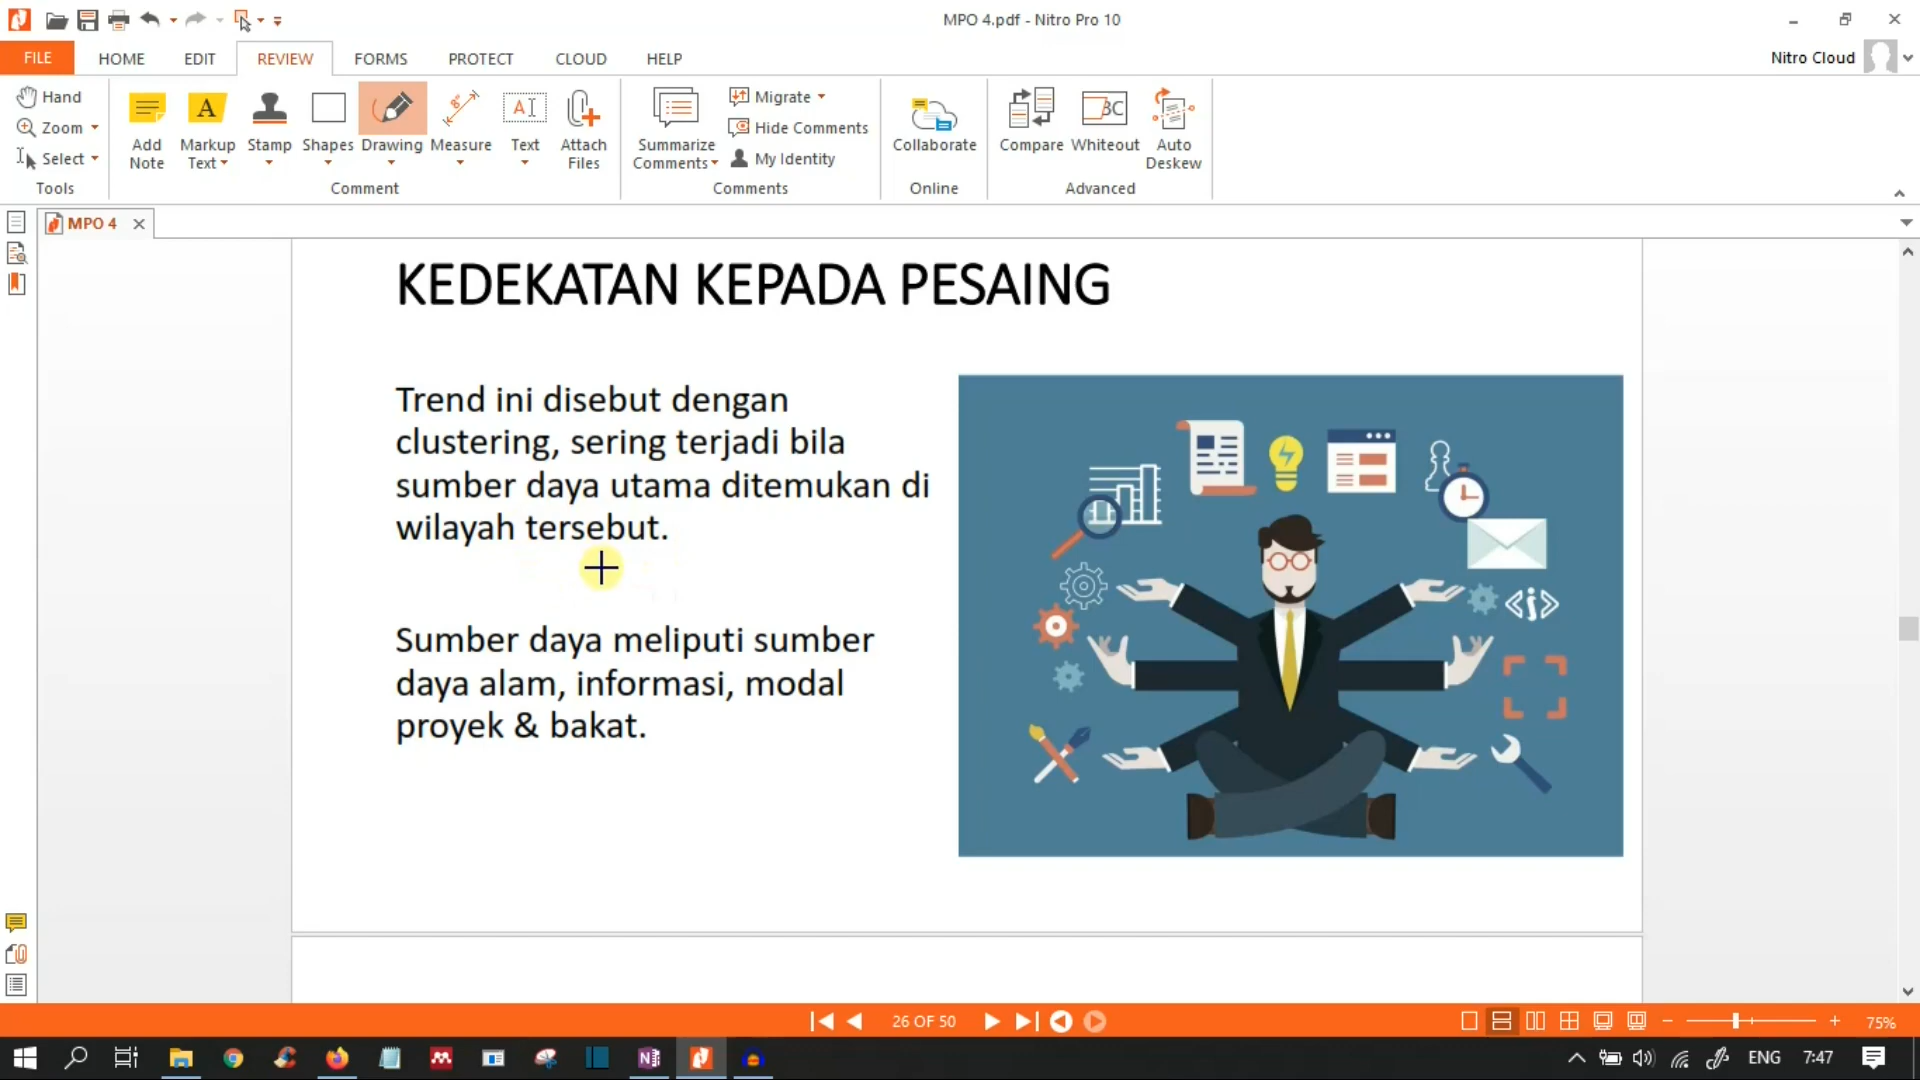 MPO 4.pdf - Nitro Pro 10
FILE
HOME
EDIT
REVIEW
FORMS
PROTECT
CLOUD
HELP
Nitro Cloud
Hand
Zoom
Select
Tools
Add Note
Markup Text
Stamp
Shapes
Drawing
Measure
Text
Attach Files
Comment
Summarize Comments
Migrate
Hide Comments
My Identity
Comments
Collaborate
Online
Compare
Whiteout
Auto Deskew
Advanced
MPO 4
KEDEKATAN KEPADA PESAING
Trend ini disebut dengan
clustering, sering terjadi bila
sumber daya utama ditemukan di
wilayah tersebut.
Sumber daya meliputi sumber
daya alam, informasi, modal
proyek & bakat.
26 OF 50
75%
ENG
7:47